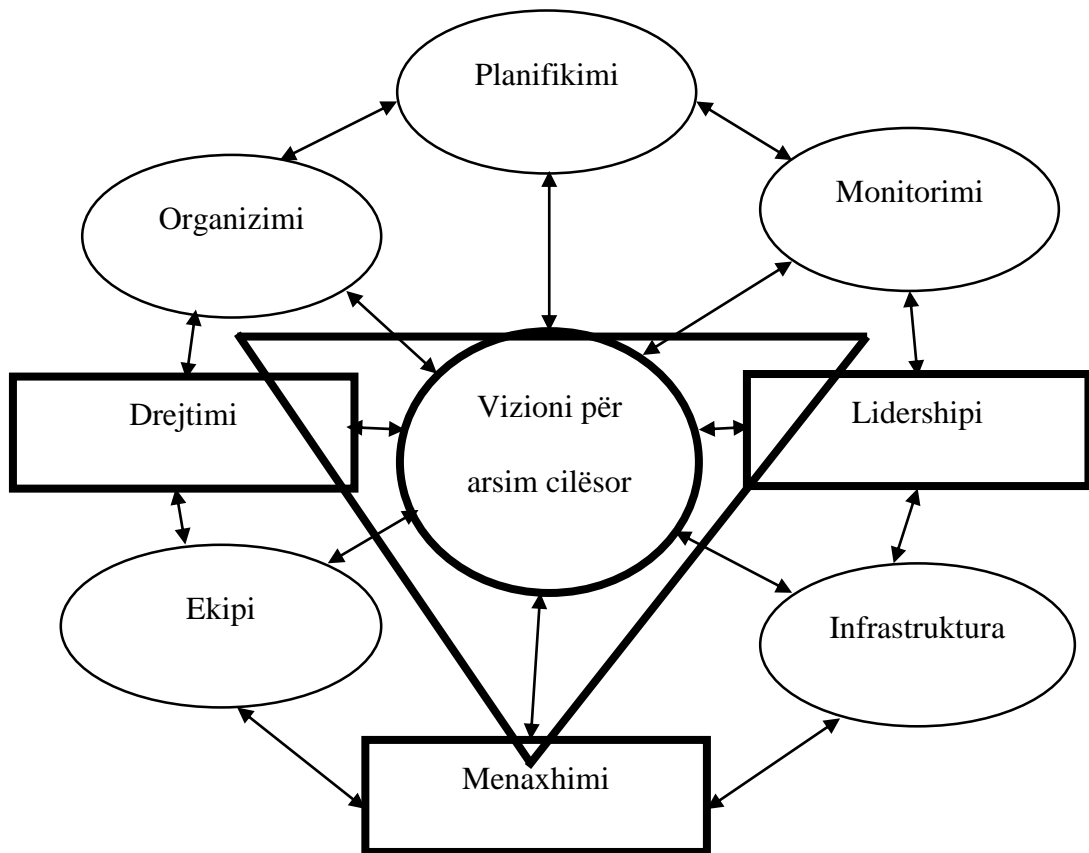 Planifikimi
Organizimi
Monitorimi
Drejtimi
Vizioni për
arsim cilësor
Lidershipi
Ekipi
Infrastruktura
Menaxhimi